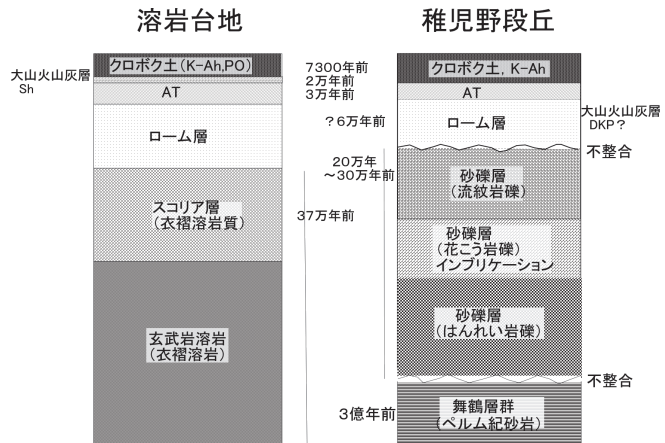 溶岩台地
稚児野段丘
クロボク土(K-Ah,PO)
大山火山灰層
Sh
AT
ローム層
スコリア層
(衣褶溶岩質)
玄武岩溶岩
(衣褶溶岩)
7300年前
2万年前
3万年前
?6万年前
20万年
~30万年前
37万年前
3億年前
クロボク土, K-Ah
AT
ローム層
大山火山灰層
DKP?
不整合
砂礫層
(流紋岩礫)
砂礫層
(花こう岩礫)
インブリケーション
砂礫層
(はんれい岩礫)
不整合
舞鶴層群
(ペルム紀砂岩)